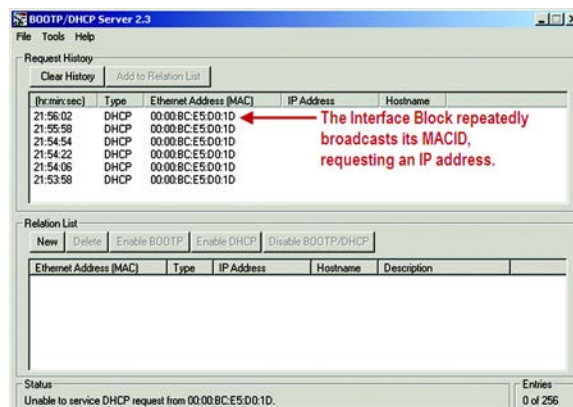 BOOTP/DHCP Server 2.3
File Tools Help
Request History
Clear History Add to Relation List
(hr:min:sec) Type Ethernet Address (MAC) IP Address Hostname
21:56:02 DHCP 00:00:BC:E5:D0:1D
21:55:58 DHCP 00:00:BC:E5:D0:1D
21:54:54 DHCP 00:00:BC:E5:D0:1D
21:54:22 DHCP 00:00:BC:E5:D0:1D
21:54:06 DHCP 00:00:BC:E5:D0:1D
21:53:58 DHCP 00:00:BC:E5:D0:1D
The Interface Block repeatedly
broadcasts its MACID,
requesting an IP address.
Relation List
New Delete Enable BOOTP Enable DHCP Disable BOOTP/DHCP
Ethernet Address (MAC) Type IP Address Hostname Description
Status
Unable to service DHCP request from 00:00:BC:E5:D0:1D.
Entries
0 of 256